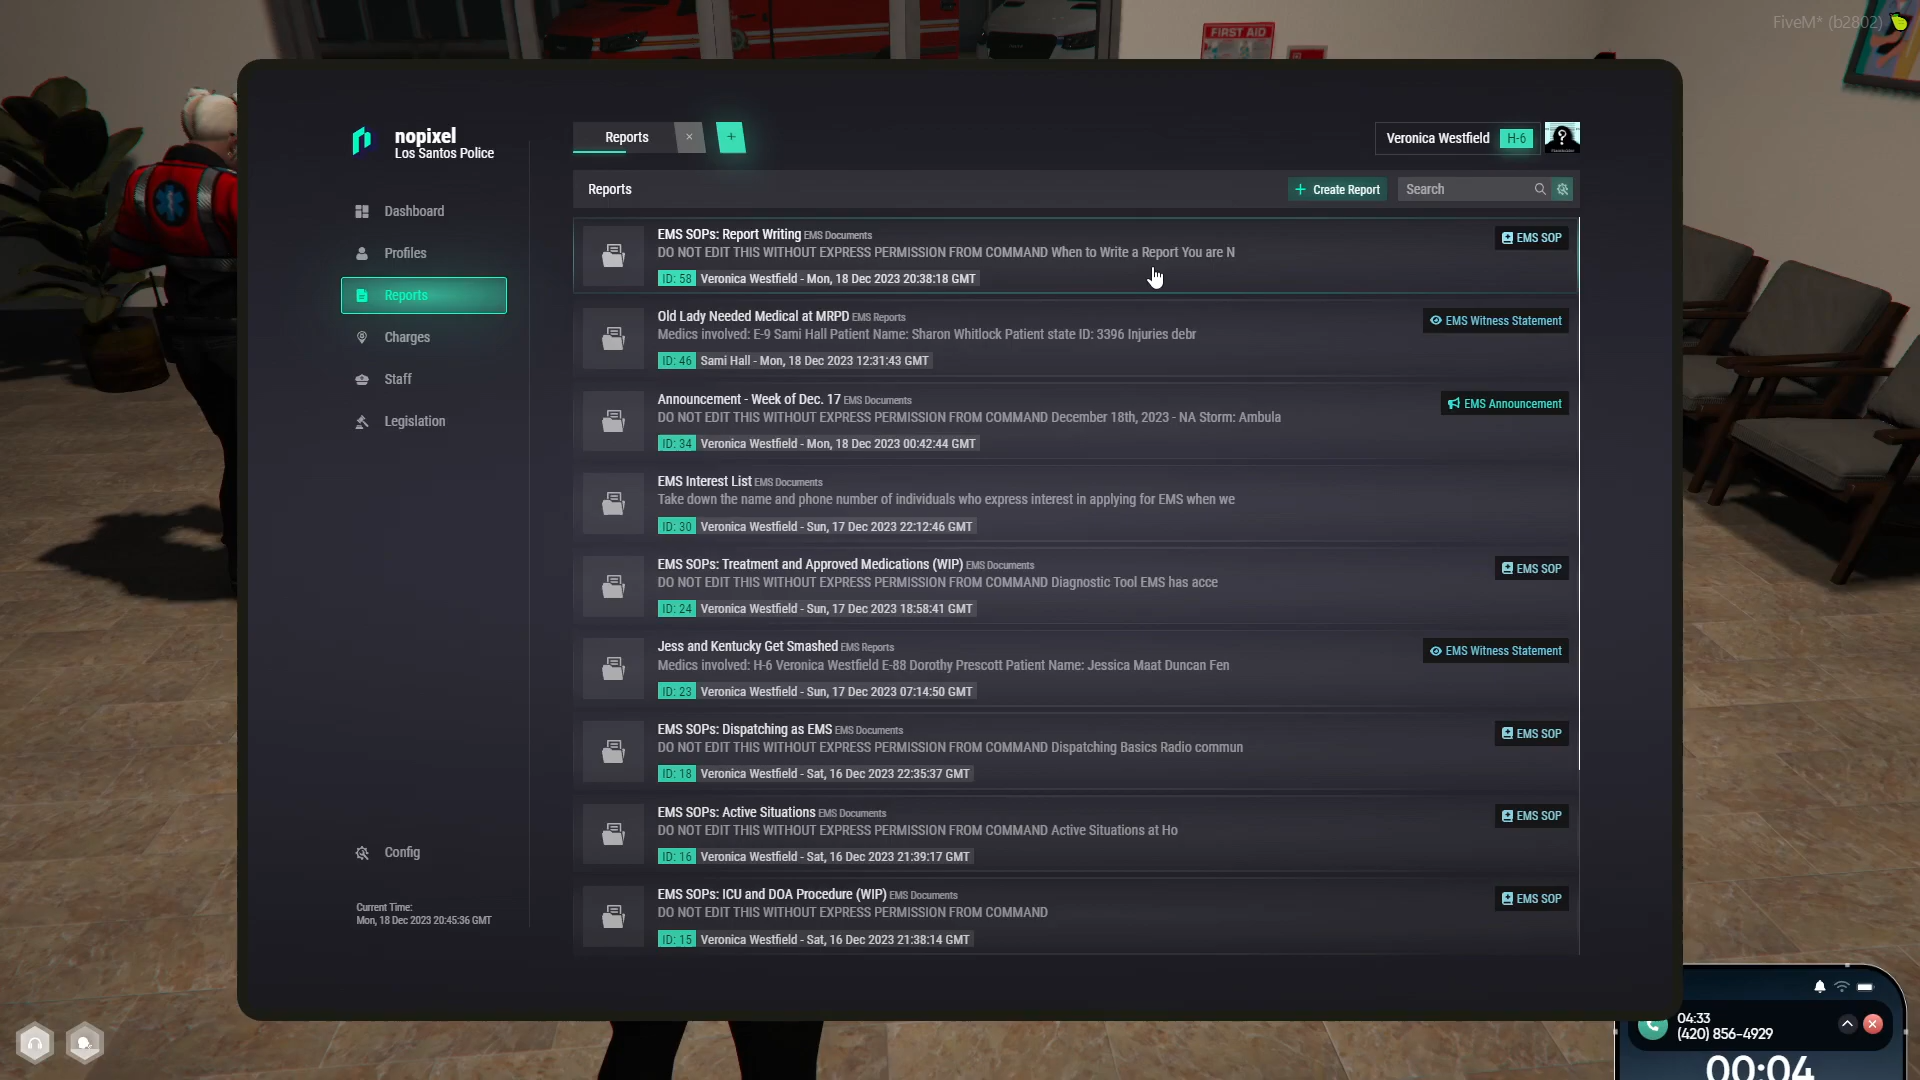 FiveM* (b2802)
FIRST AID
nopixel
Los Santos Police
Dashboard
Profiles
Reports
Charges
Staff
Legislation
Config
Current Time:
Mon, 18 Dec 2023 20:45:36 GMT
Reports × +
Veronica Westfield H-6
Reports
+ Create Report
Search
EMS SOPs: Report Writing EMS Documents
DO NOT EDIT THIS WITHOUT EXPRESS PERMISSION FROM COMMAND When to Write a Report You are N
ID: 58 Veronica Westfield - Mon, 18 Dec 2023 20:38:18 GMT
EMS SOP
Old Lady Needed Medical at MRPD EMS Reports
Medics involved: E-9 Sami Hall Patient Name: Sharon Whitlock Patient state ID: 3396 Injuries debr
ID: 46 Sami Hall - Mon, 18 Dec 2023 12:31:43 GMT
EMS Witness Statement
Announcement - Week of Dec. 17 EMS Documents
DO NOT EDIT THIS WITHOUT EXPRESS PERMISSION FROM COMMAND December 18th, 2023 - NA Storm: Ambula
ID: 34 Veronica Westfield - Mon, 18 Dec 2023 00:42:44 GMT
EMS Announcement
EMS Interest List EMS Documents
Take down the name and phone number of individuals who express interest in applying for EMS when we
ID: 30 Veronica Westfield - Sun, 17 Dec 2023 22:12:46 GMT
EMS SOPs: Treatment and Approved Medications (WIP) EMS Documents
DO NOT EDIT THIS WITHOUT EXPRESS PERMISSION FROM COMMAND Diagnostic Tool EMS has acce
ID: 24 Veronica Westfield - Sun, 17 Dec 2023 18:58:41 GMT
EMS SOP
Jess and Kentucky Get Smashed EMS Reports
Medics involved: H-6 Veronica Westfield E-88 Dorothy Prescott Patient Name: Jessica Maat Duncan Fen
ID: 23 Veronica Westfield - Sun, 17 Dec 2023 07:14:50 GMT
EMS Witness Statement
EMS SOPs: Dispatching as EMS EMS Documents
DO NOT EDIT THIS WITHOUT EXPRESS PERMISSION FROM COMMAND Dispatching Basics Radio commun
ID: 18 Veronica Westfield - Sat, 16 Dec 2023 22:35:37 GMT
EMS SOP
EMS SOPs: Active Situations EMS Documents
DO NOT EDIT THIS WITHOUT EXPRESS PERMISSION FROM COMMAND Active Situations at Ho
ID: 16 Veronica Westfield - Sat, 16 Dec 2023 21:39:17 GMT
EMS SOP
EMS SOPs: ICU and DOA Procedure (WIP) EMS Documents
DO NOT EDIT THIS WITHOUT EXPRESS PERMISSION FROM COMMAND
ID: 15 Veronica Westfield - Sat, 16 Dec 2023 21:38:14 GMT
EMS SOP
04:33
(420) 856-4929
00:04